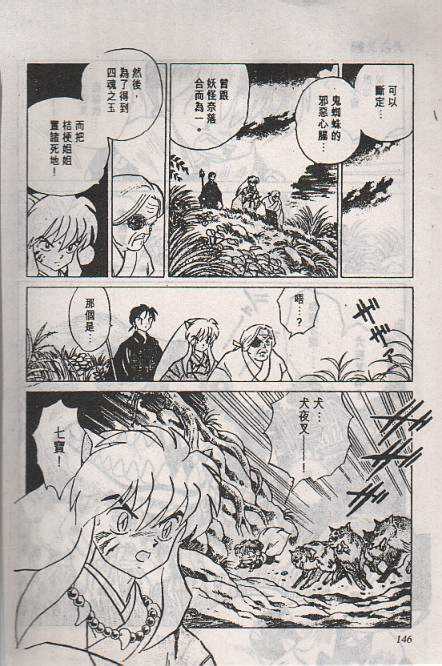 可以
斷定…
鬼蜘蛛的
邪惡心臟…
曾跟
妖怪奈落
合而為一。
然後，
為了得到
四魂之玉
而把
桔梗姐姐
置諸死地！
喂…？
那個是…
犬…
犬夜叉——！
七寶！
146